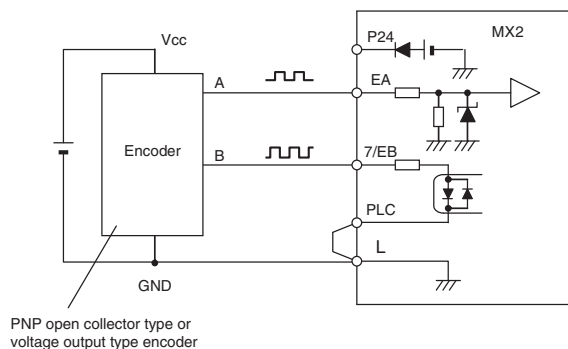 Vcc
MX2
P24
A
EA
Encoder
B
7/EB
PLC
L
GND
PNP open collector type or
voltage output type encoder